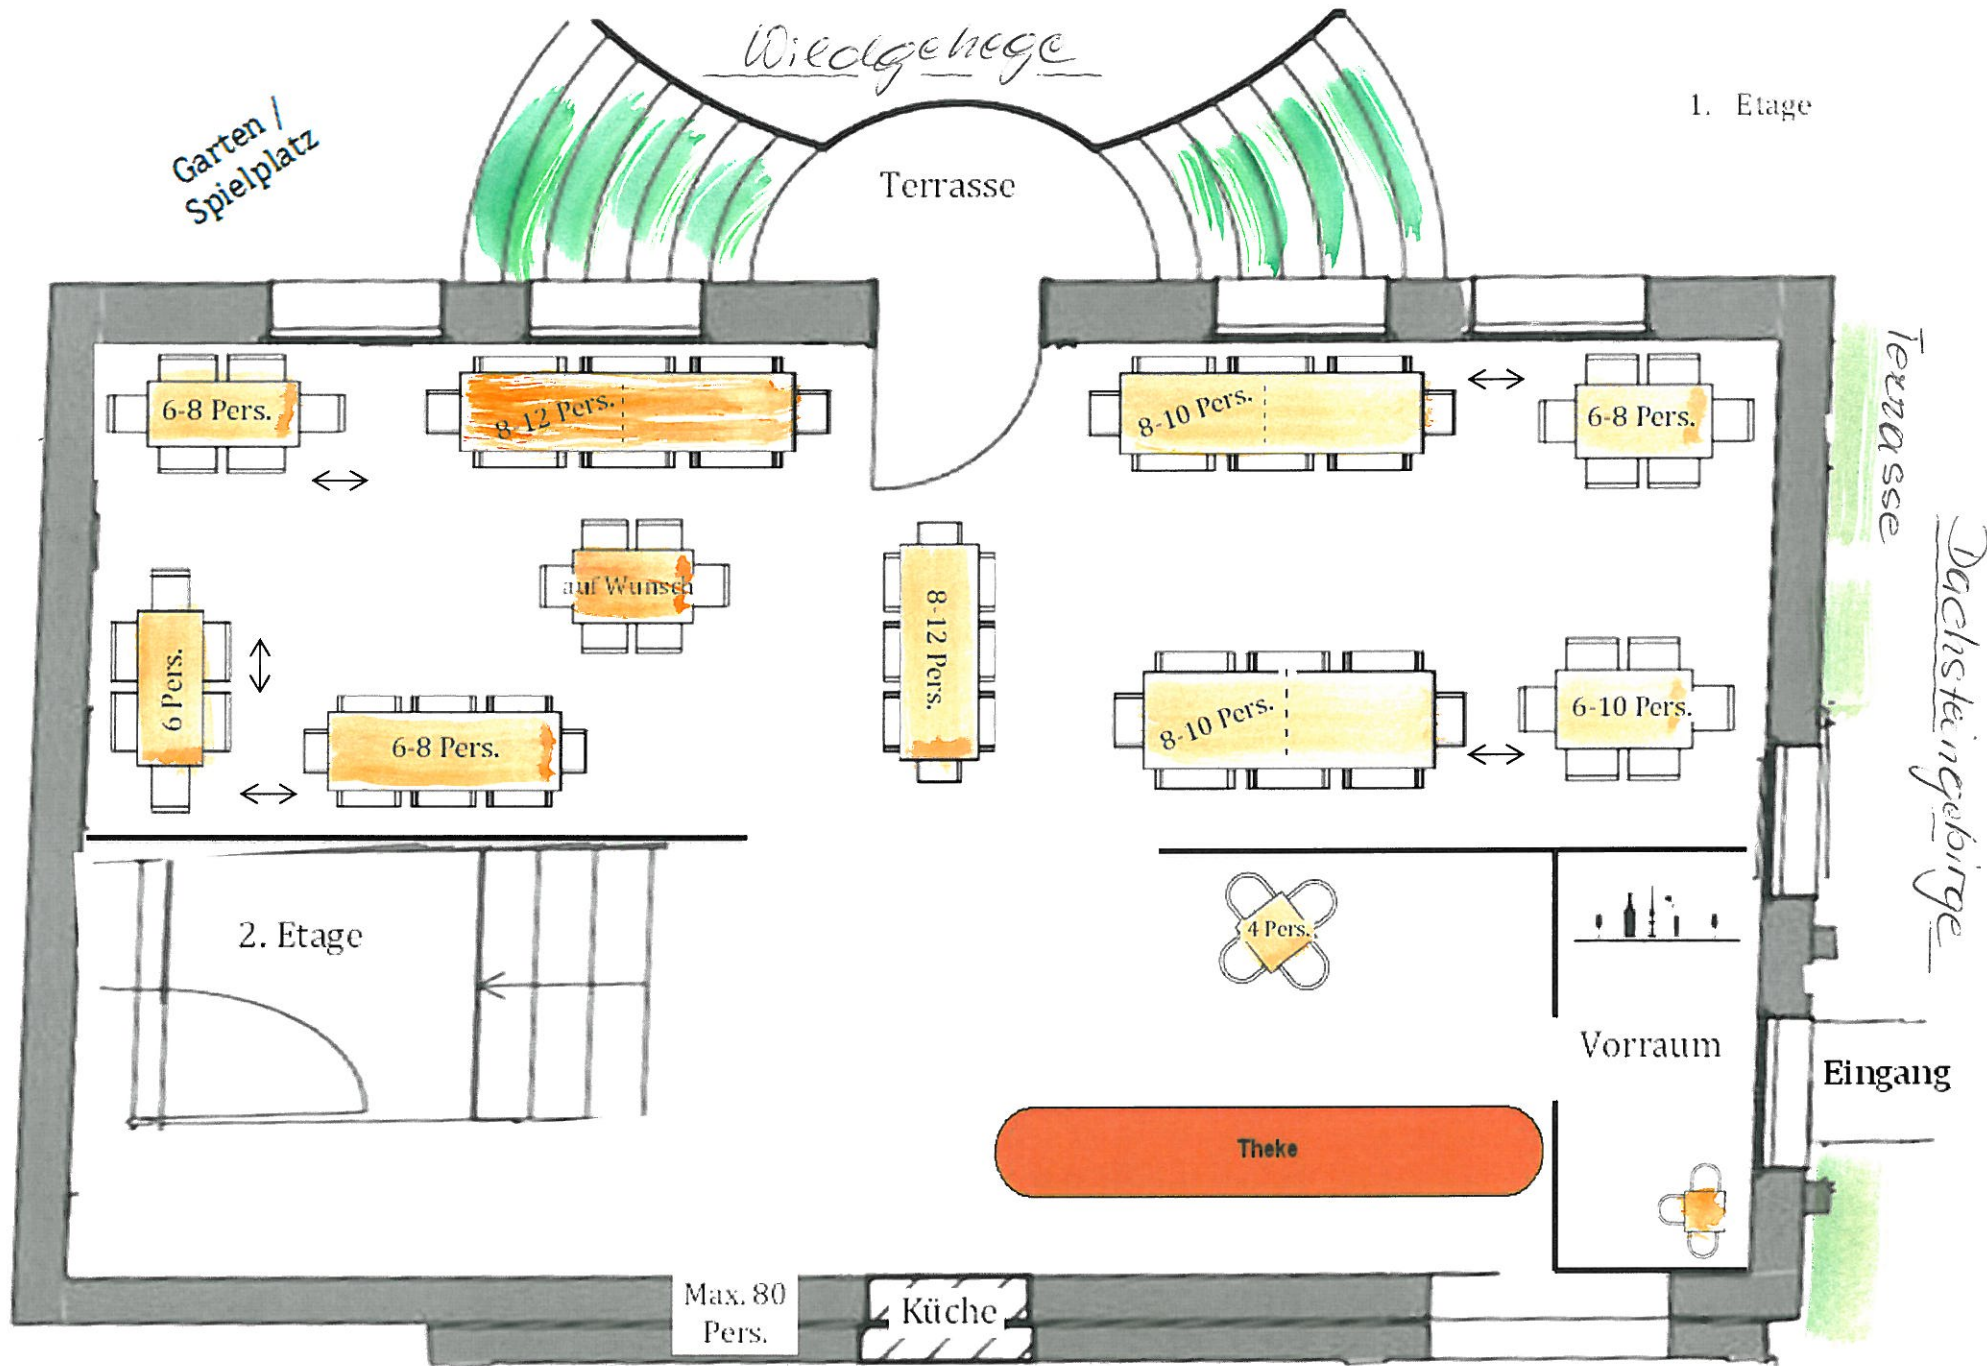 Wildgehege
1. Etage
Garten /
Spielplatz
Terrasse
6-8 Pers.
8-12 Pers.
8-10 Pers.
6-8 Pers.
Terrasse
auf Wunsch
8-12 Pers.
6 Pers.
6-8 Pers.
8-10 Pers.
6-10 Pers.
Dachsteingebirge
2. Etage
4 Pers.
Vorraum
Eingang
Theke
Max. 80
Pers.
Küche